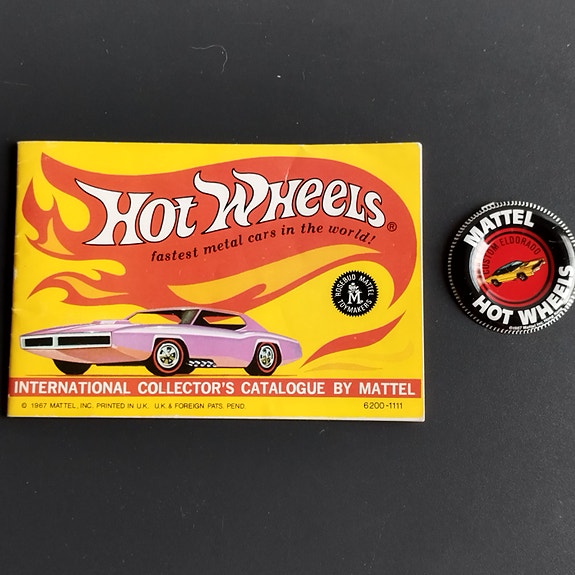 HOT WHEELS®
fastest metal cars in the world!
ROSEBUD MATTEL
M
TOYMAKERS
INTERNATIONAL COLLECTOR'S CATALOGUE BY MATTEL
© 1967 MATTEL, INC. PRINTED IN U.K. U.K & FOREIGN PATS. PEND. 6200-1111
MATTEL
CUSTOM ELDORADO
HOT WHEELS